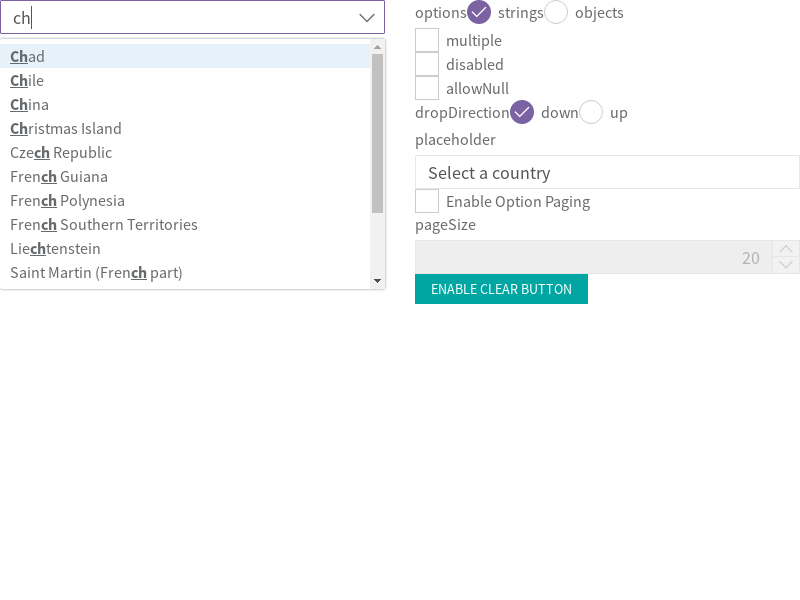 ch
Chad
Chile
China
Christmas Island
Czech Republic
French Guiana
French Polynesia
French Southern Territories
Liechtenstein
Saint Martin (French part)
options strings objects
multiple
disabled
allowNull
dropDirection down up
placeholder
Select a country
Enable Option Paging
pageSize
20
ENABLE CLEAR BUTTON